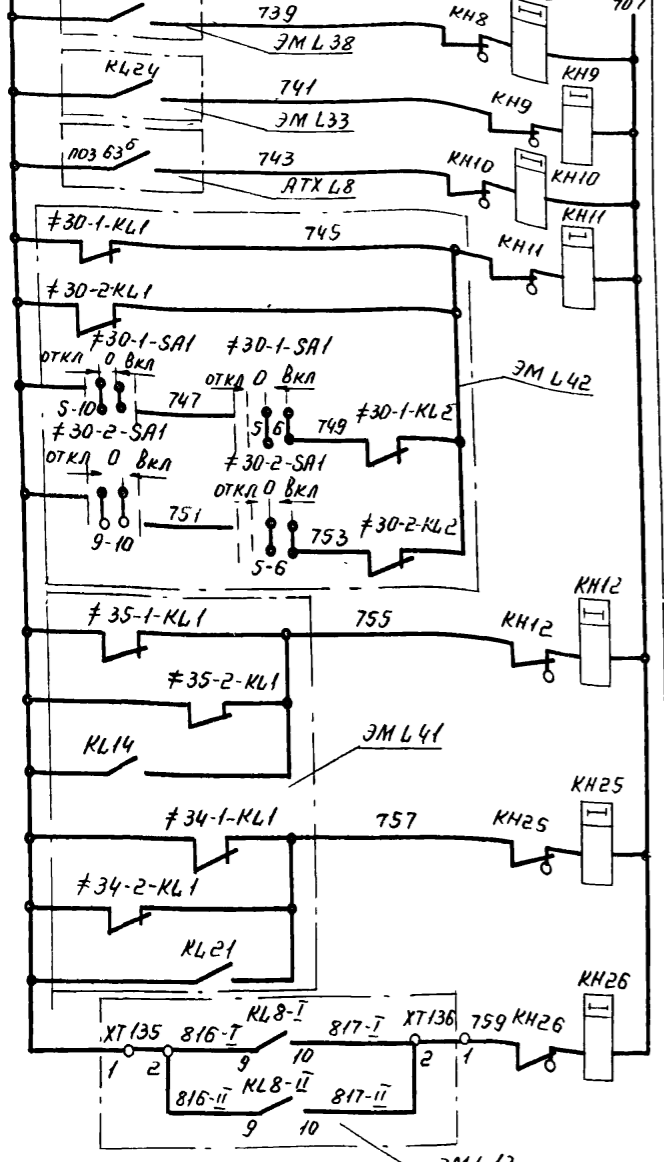 739
КН8
ЭМ L38
KL24
741
КН9
КН9
ЭМ L33
поз 63б
743
КН10
КН10
АТХ L8
≠30-1-KL1
745
КН11
КН11
≠30-2-KL1
≠30-1-SA1
≠30-1-SA1
откл 0 Вкл
откл 0 Вкл
ЭМ L42
5-10
747
5 6
749
≠30-1-KL2
≠30-2-SA1
≠30-2-SA1
откл 0 Вкл
откл 0 Вкл
751
753
≠30-2-KL2
9-10
5-6
≠35-1-KL1
755
КН12
КН12
≠35-2-KL1
KL14
ЭМ L41
≠34-1-KL1
757
КН25
КН25
≠34-2-KL1
KL21
КН26
XT135
816-I
KL8-I
817-I
XT136
759
КН26
1
2
9
10
2
1
816-II
KL8-II
817-II
9
10